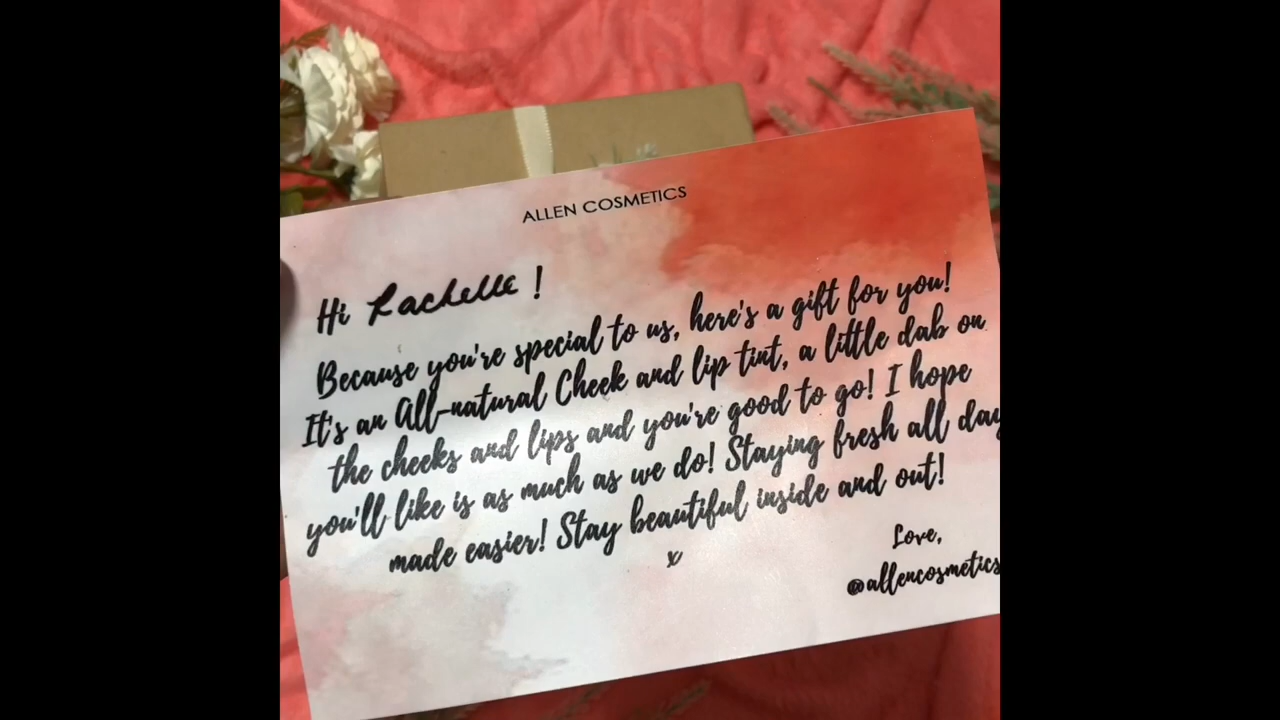 ALLEN COSMETICS
Hi Rachelle !
Because you're special to us, here's a gift for you!
It's an All-natural Cheek and lip tint, a little dab on
the cheeks and lips and you're good to go! I hope
you'll like is as much as we do! Staying fresh all day
made easier! Stay beautiful inside and out!
x
Love,
@allencosmetics